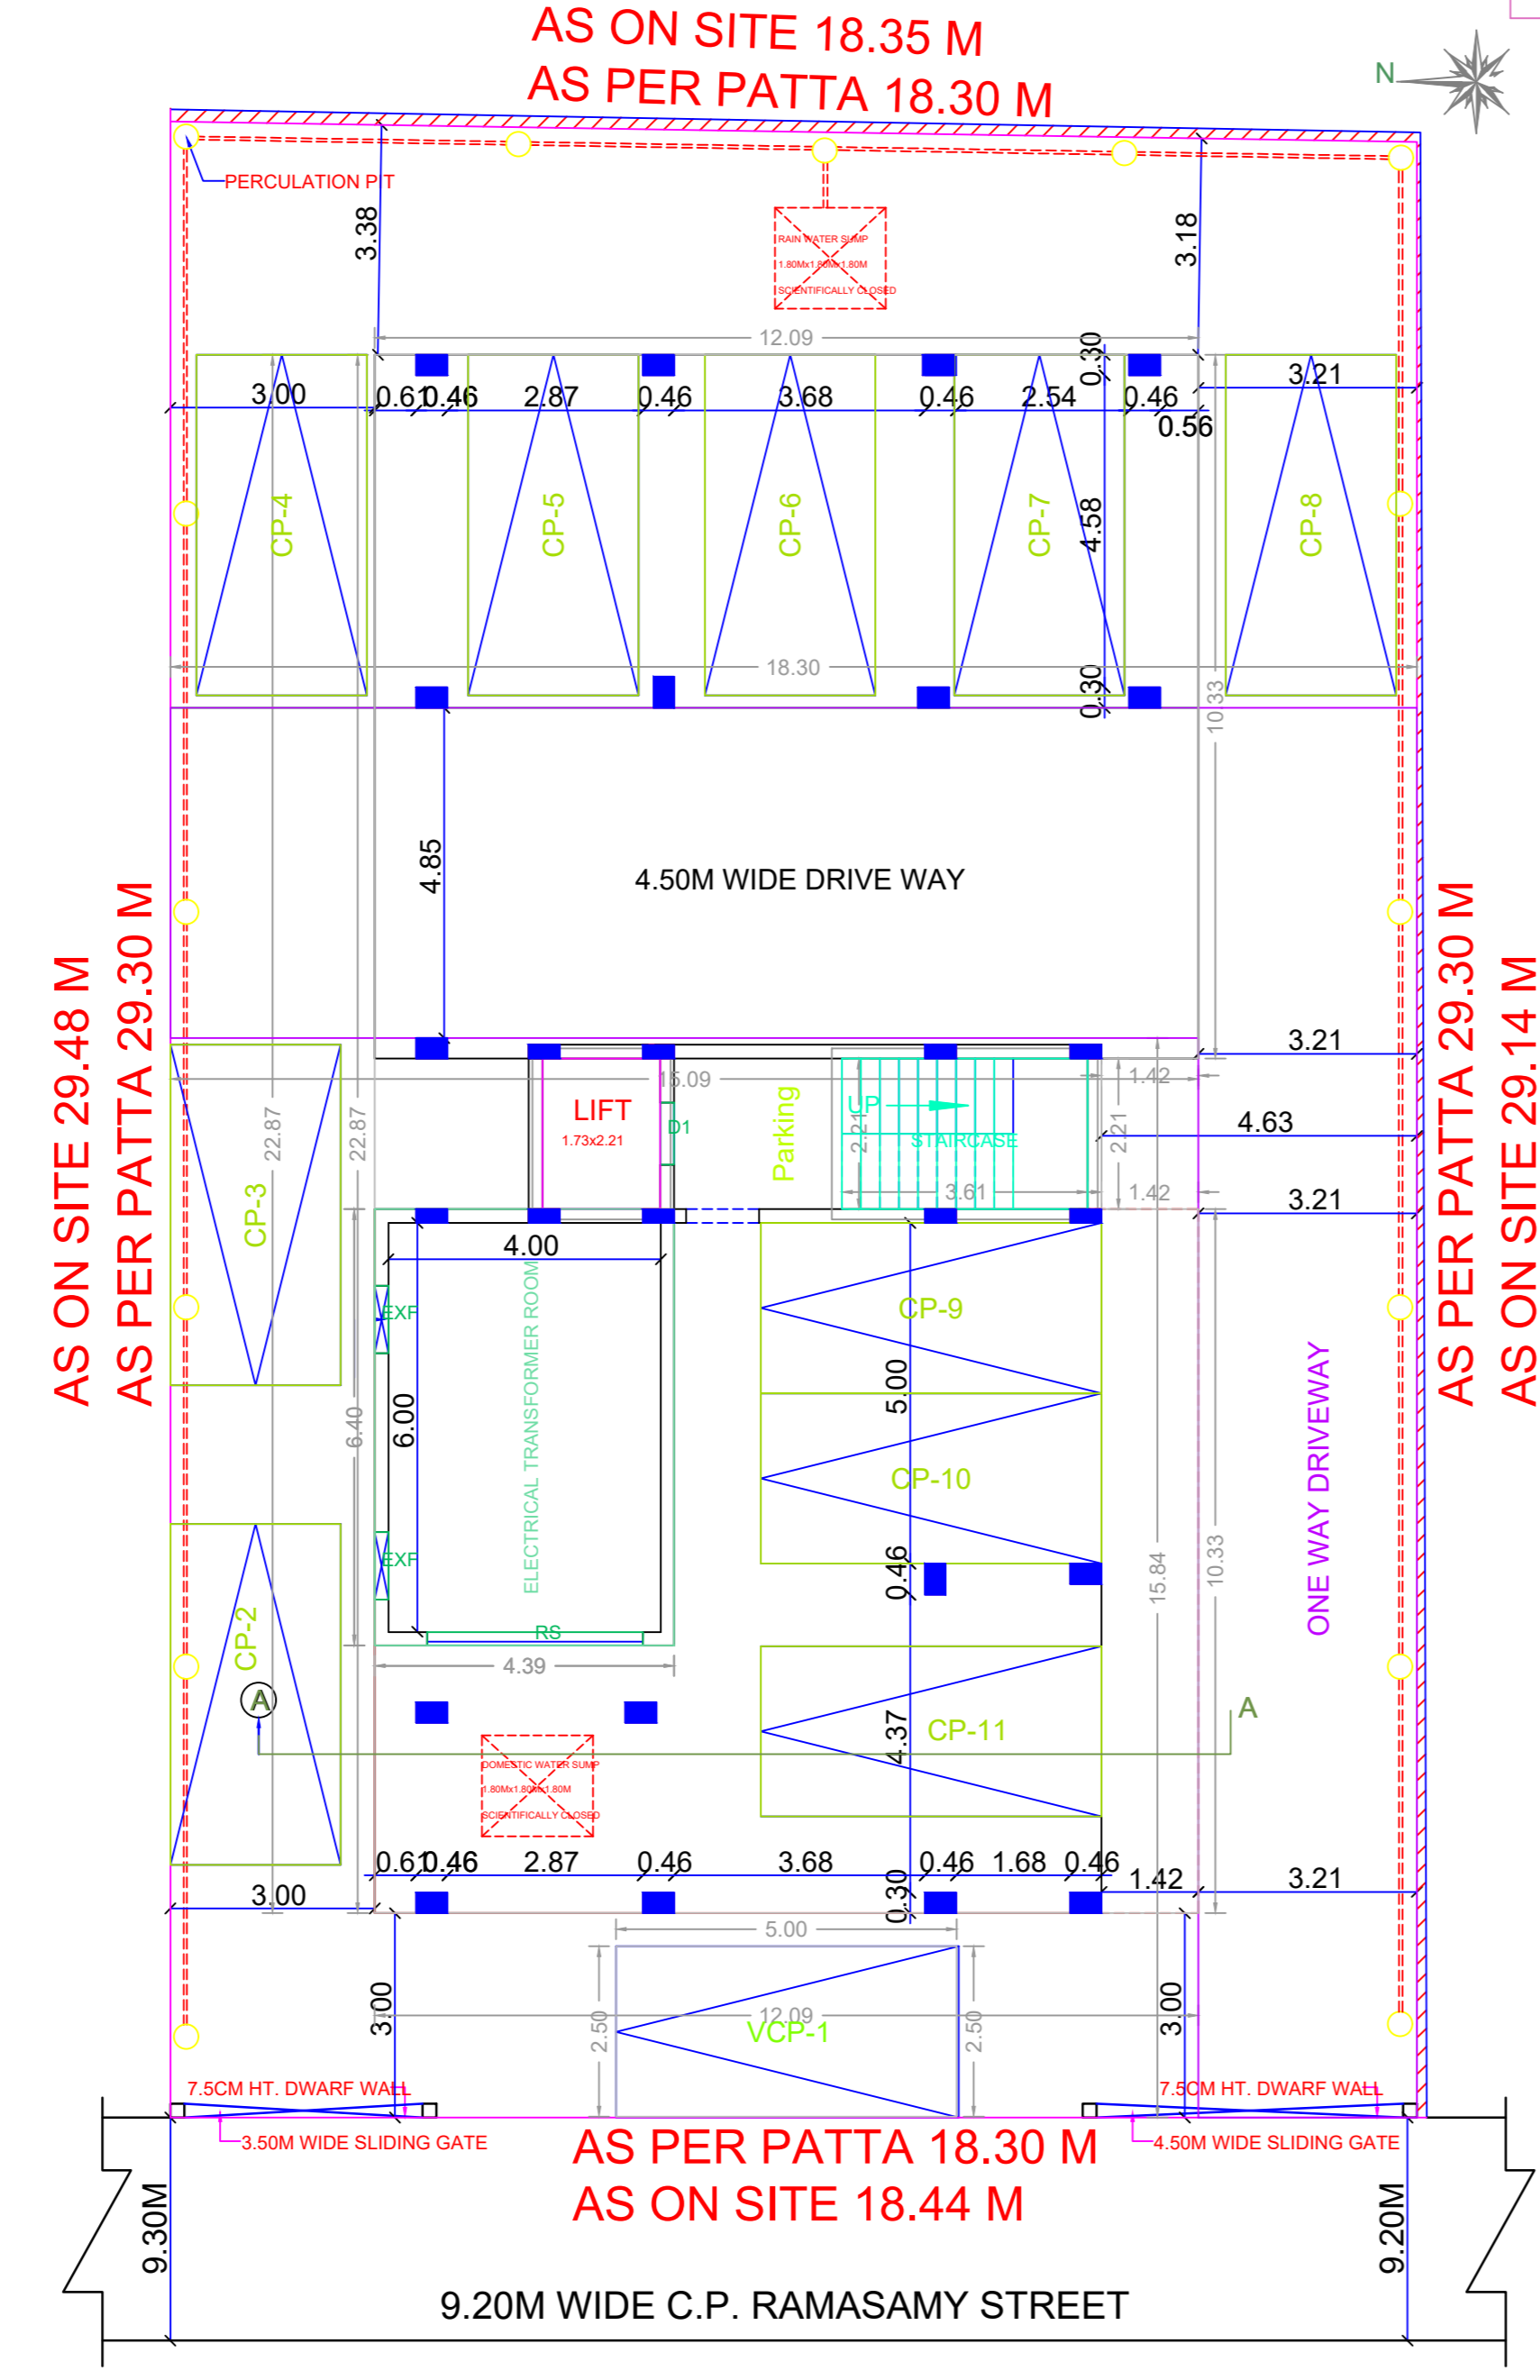 AS ON SITE 18.35 M
AS PER PATTA 18.30 M
N
PERCULATION PIT
3.38
3.18
RAIN WATER SUMP
1.80Mx1.80Mx1.80M
SCIENTIFICALLY CLOSED
12.09
0.30
3.00
0.61
0.46
2.87
0.46
3.68
0.46
2.54
0.46
3.21
0.56
CP-4
CP-5
CP-6
CP-7
4.58
CP-8
18.30
0.30
10.33
4.85
4.50M WIDE DRIVE WAY
AS ON SITE 29.48 M
AS PER PATTA 29.30 M
AS PER PATTA 29.30 M
AS ON SITE 29.14 M
3.21
15.09
1.42
LIFT
1.73x2.21
D1
Parking
UP
2.21
STAIRCASE
2.21
4.63
22.87
22.87
CP-3
3.61
1.42
3.21
4.00
EXF
ELECTRICAL TRANSFORMER ROOM
CP-9
5.00
6.40
6.00
CP-10
ONE WAY DRIVEWAY
EXF
0.46
15.84
10.33
CP-2
RS
4.39
A
A
CP-11
4.37
DOMESTIC WATER SUMP
1.80Mx1.80Mx1.80M
SCIENTIFICALLY CLOSED
0.61
0.46
2.87
0.46
3.68
0.46
1.68
0.46
1.42
3.21
3.00
0.30
5.00
3.00
2.50
12.09
VCP-1
2.50
3.00
7.5CM HT. DWARF WALL
7.5CM HT. DWARF WALL
3.50M WIDE SLIDING GATE
4.50M WIDE SLIDING GATE
AS PER PATTA 18.30 M
AS ON SITE 18.44 M
9.30M
9.20M
9.20M WIDE C.P. RAMASAMY STREET